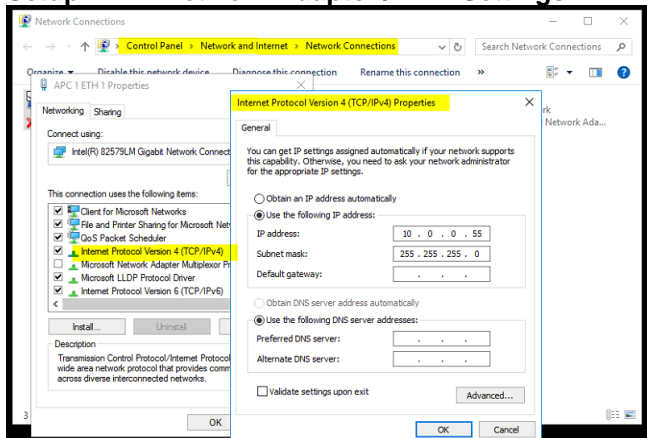 Network Connections
Control Panel > Network and Internet > Network Connections
Search Network Connections
Organize Disable this network device Diagnose this connection Rename this connection »
APC 1 ETH 1 Properties
Networking Sharing
Connect using:
Intel(R) 82579LM Gigabit Network Connect
This connection uses the following items:
Client for Microsoft Networks
File and Printer Sharing for Microsoft Net
QoS Packet Scheduler
Internet Protocol Version 4 (TCP/IPv4)
Microsoft Network Adapter Multiplexor Pr
Microsoft LLDP Protocol Driver
Internet Protocol Version 6 (TCP/IPv6)
Install... Uninstall
Description
Transmission Control Protocol/Internet Protocol
wide area network protocol that provides comm
across diverse interconnected networks.
OK
Internet Protocol Version 4 (TCP/IPv4) Properties
General
You can get IP settings assigned automatically if your network supports
this capability. Otherwise, you need to ask your network administrator
for the appropriate IP settings.
Obtain an IP address automatically
Use the following IP address:
IP address: 10 . 0 . 0 . 55
Subnet mask: 255 . 255 . 255 . 0
Default gateway: . . .
Obtain DNS server address automatically
Use the following DNS server addresses:
Preferred DNS server: . . .
Alternate DNS server: . . .
Validate settings upon exit
Advanced...
OK Cancel
rk
Network Ada...
3